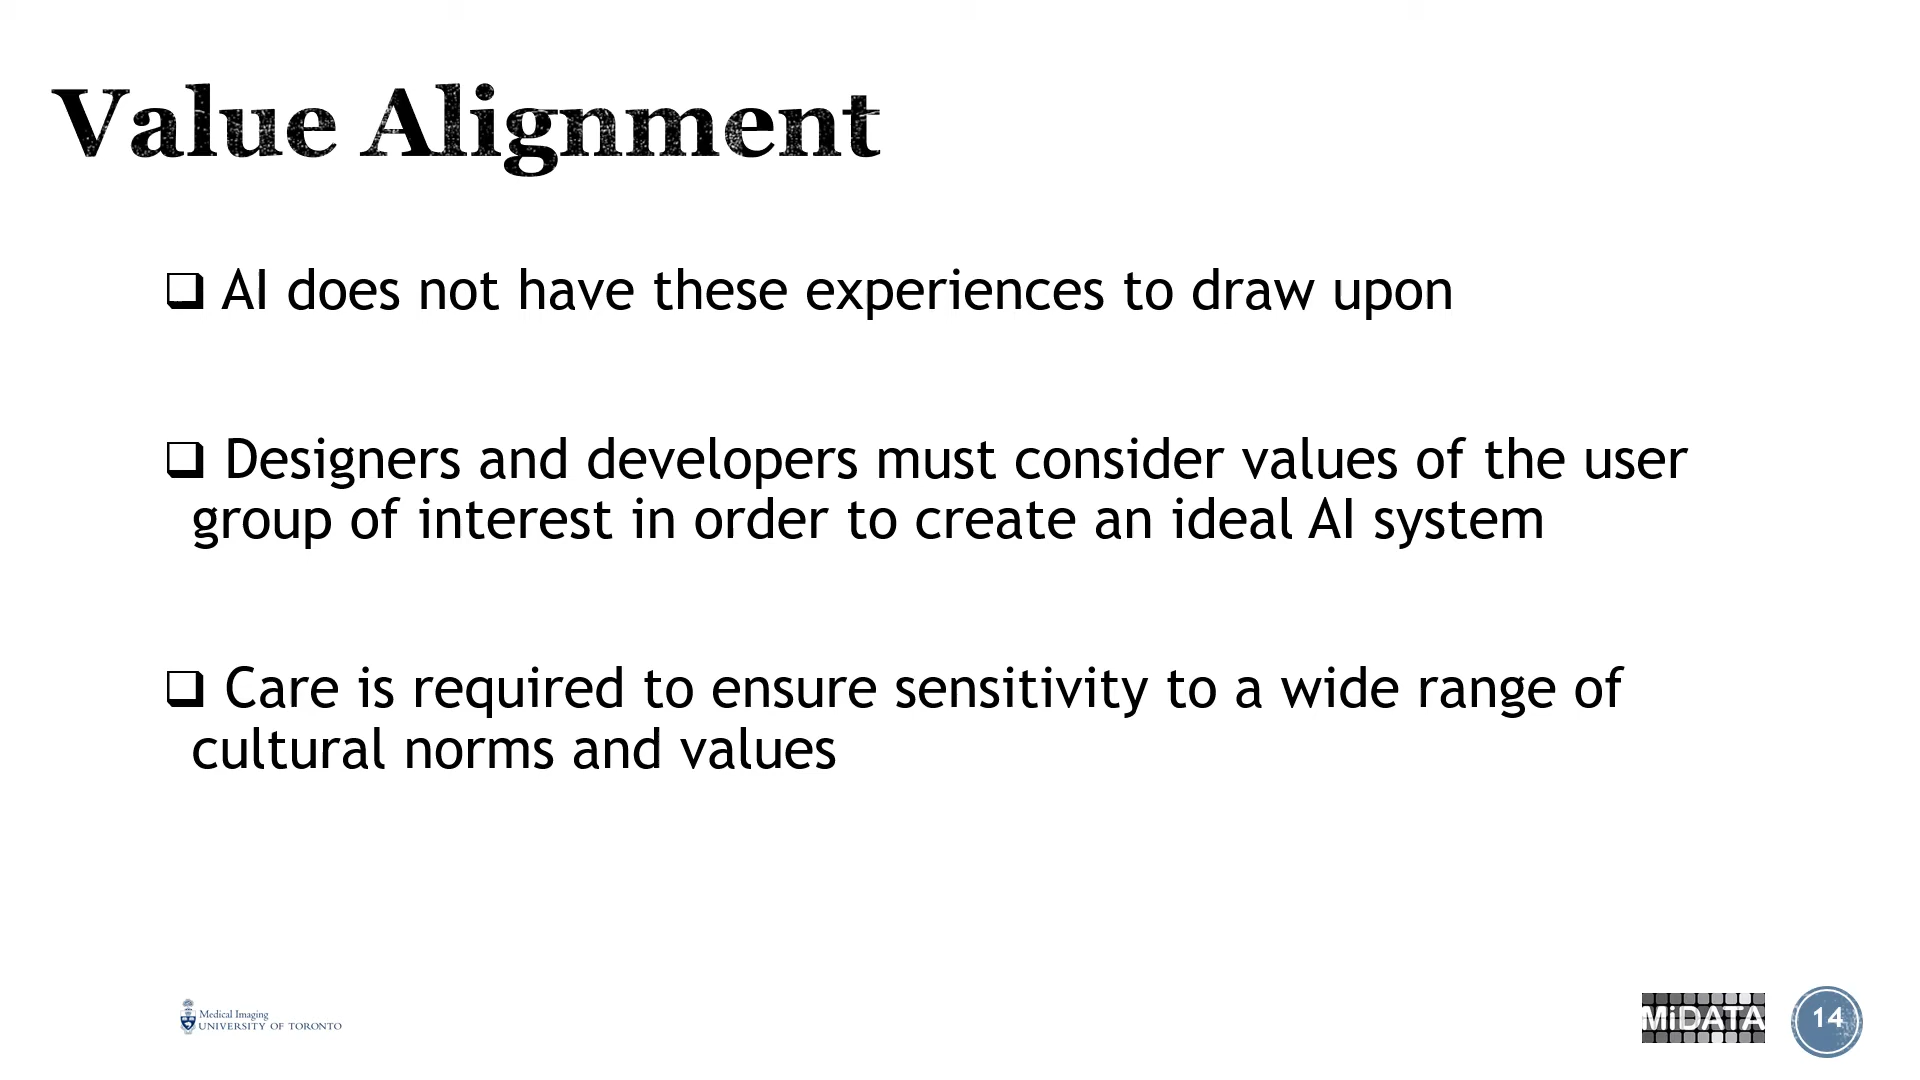 Value Alignment
AI does not have these experiences to draw upon
Designers and developers must consider values of the user
group of interest in order to create an ideal AI system
Care is required to ensure sensitivity to a wide range of
cultural norms and values
Medical Imaging
UNIVERSITY OF TORONTO
MiDATA
14